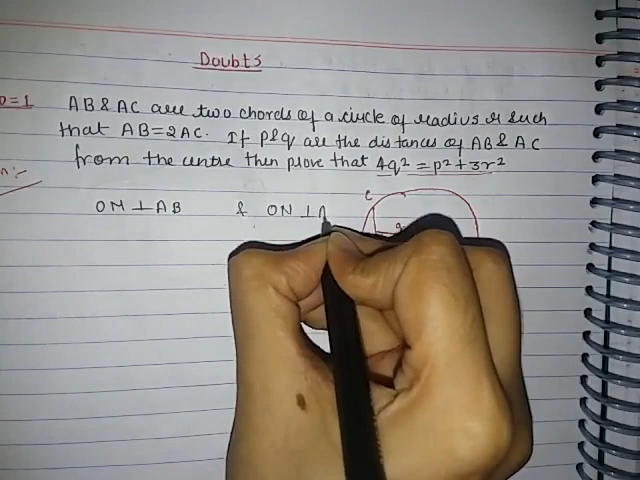 Doubts
AB & AC are two chords of a circle of radius r such
that AB=2AC. If p & q are the distances of AB & AC
from the centre then prove that 4q² = p² + 3r²
OM ⊥ AB & ON ⊥ A
C
q